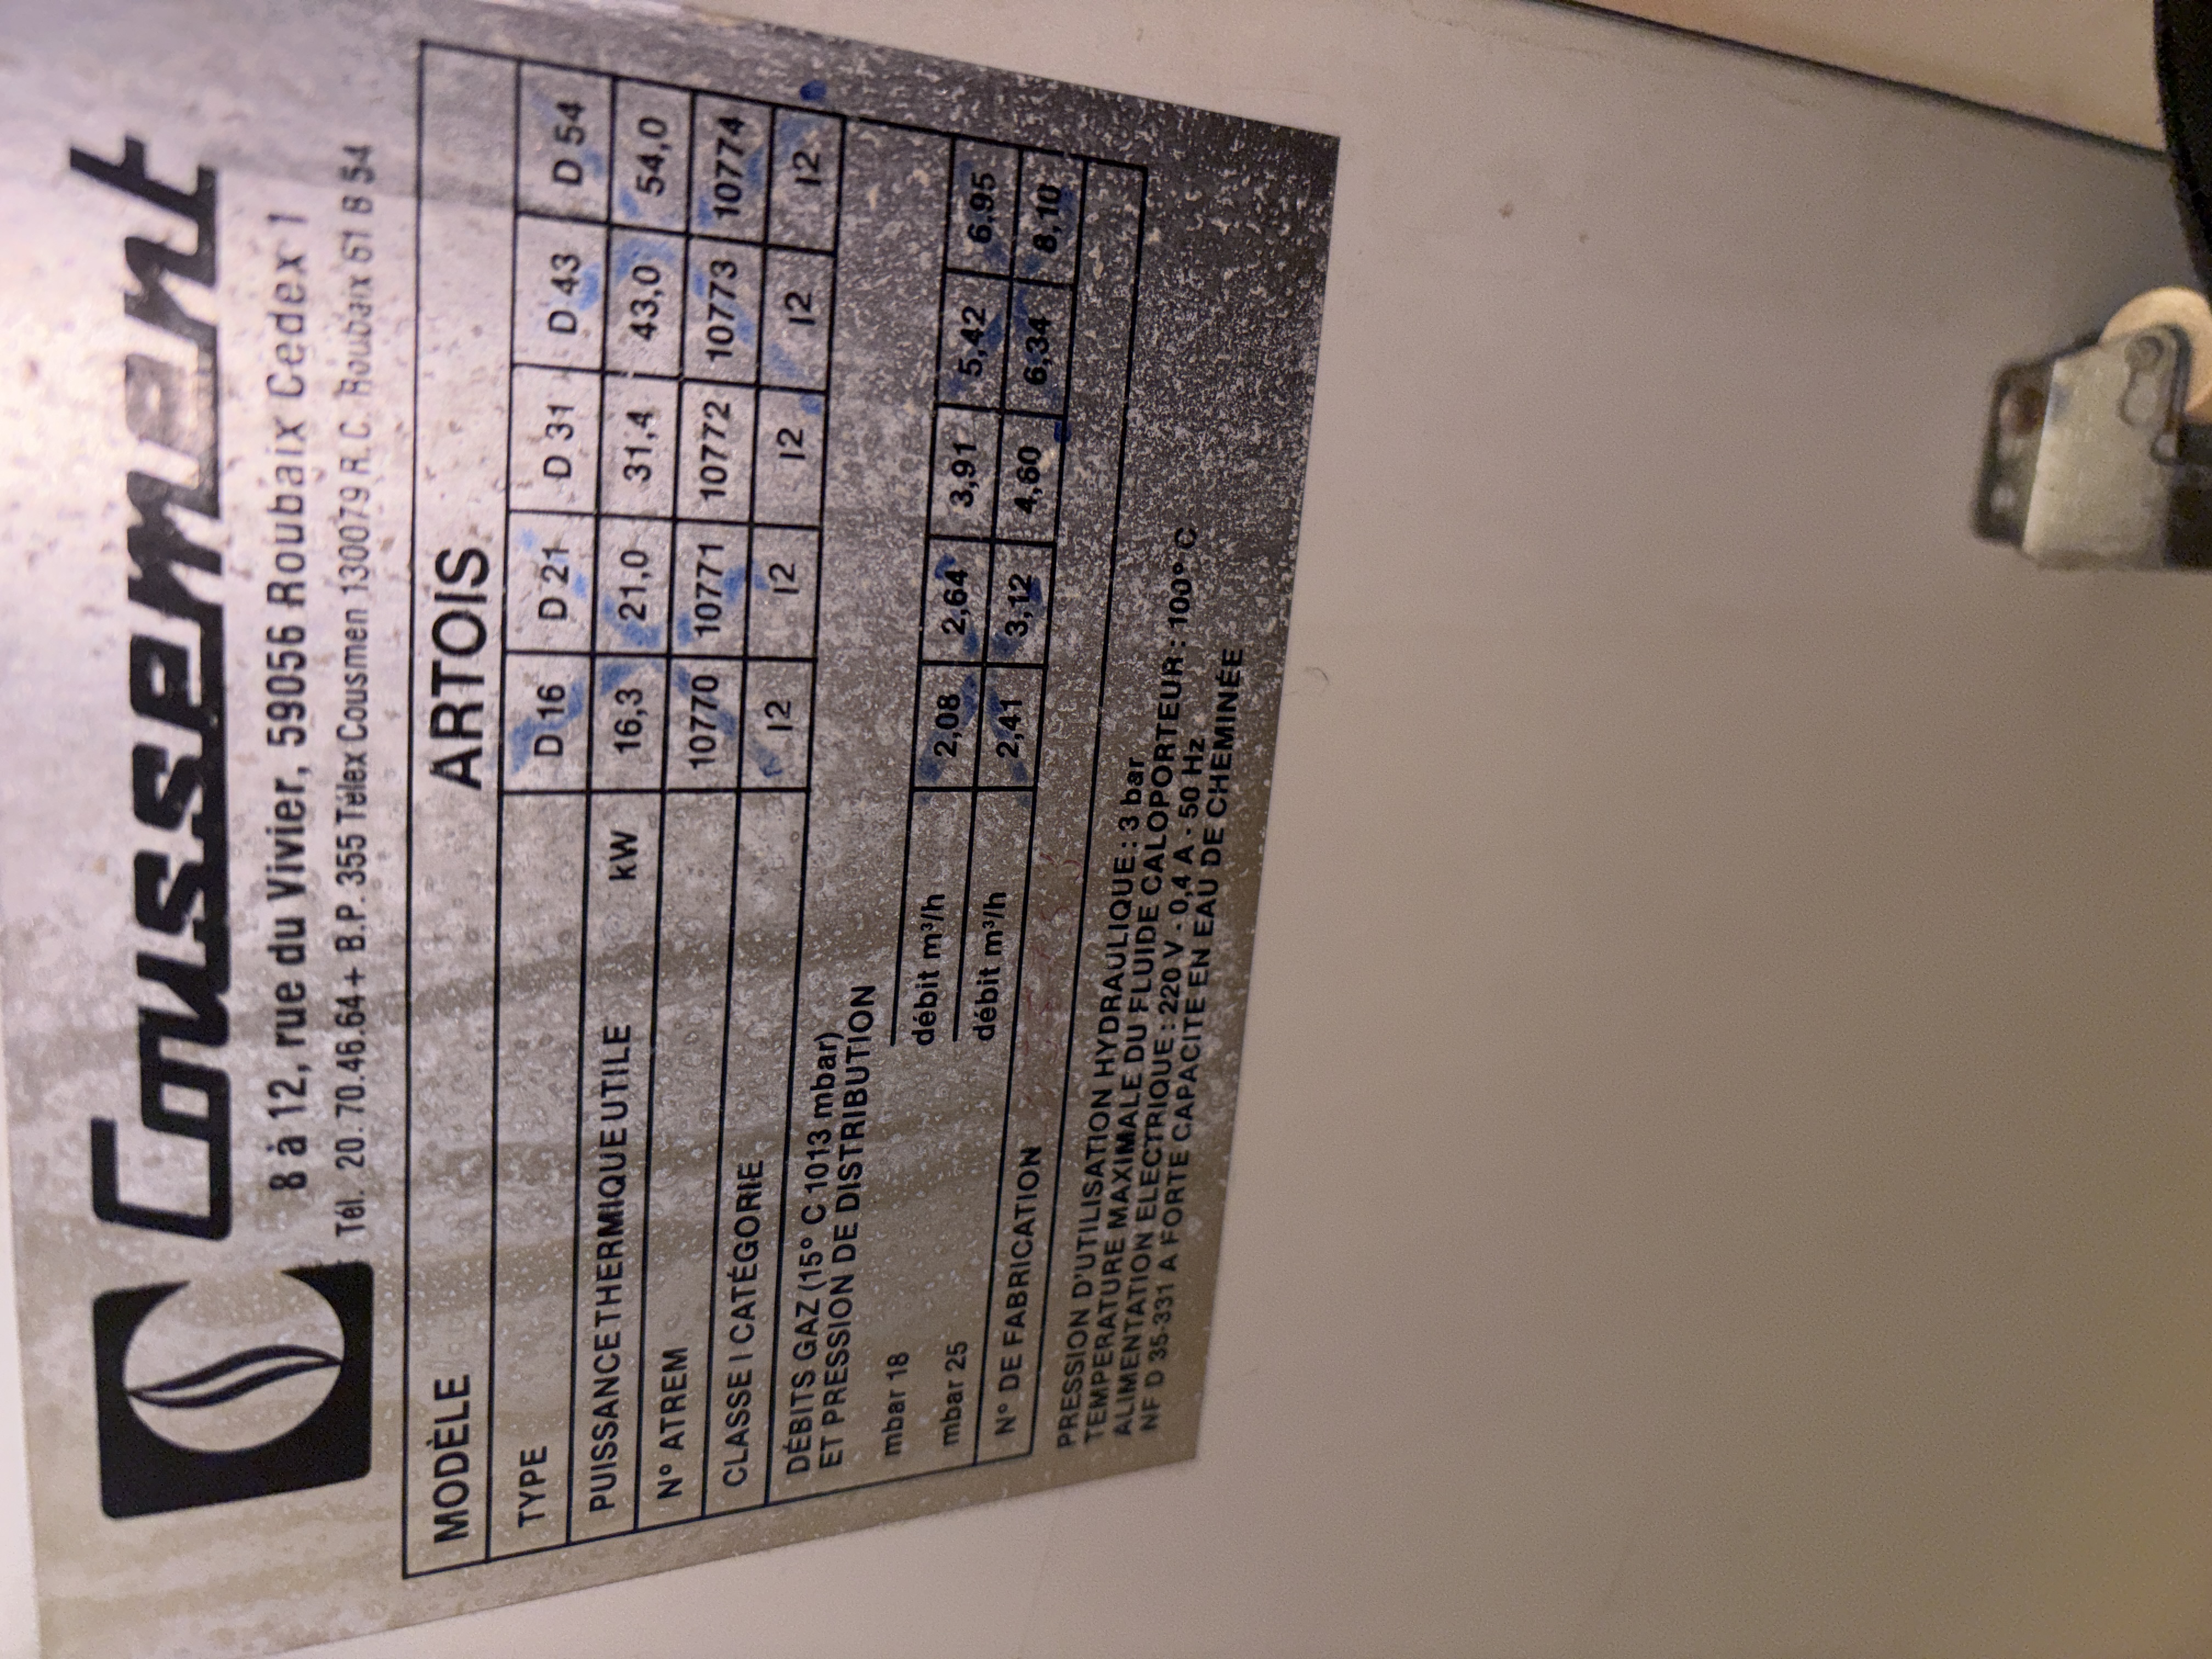 Coussement
8 à 12, rue du Vivier, 59056 Roubaix Cedex 1
Tél. 20.70.46.64 + B.P. 355 Télex Cousmen 130079 R.C. Roubaix 61 B 54
MODÈLE ARTOIS
TYPE D 16 D 21 D 31 D 43 D 54
PUISSANCE THERMIQUE UTILE kW 16,3 21,0 31,4 43,0 54,0
N° ATREM 10770 10771 10772 10773 10774
CLASSE I CATÉGORIE I2 I2 I2 I2 I2
DÉBITS GAZ (15° C 1013 mbar)
ET PRESSION DE DISTRIBUTION
mbar 18 débit m³/h 2,08 2,64 3,91 5,42 6,95
mbar 25 débit m³/h 2,41 3,12 4,60 6,34 8,10
N° DE FABRICATION
PRESSION D'UTILISATION HYDRAULIQUE : 3 bar
TEMPERATURE MAXIMALE DU FLUIDE CALOPORTEUR : 100° C
ALIMENTATION ELECTRIQUE : 220 V - 0,4 A - 50 Hz
NF D 35-331 A FORTE CAPACITE EN EAU DE CHEMINÉE